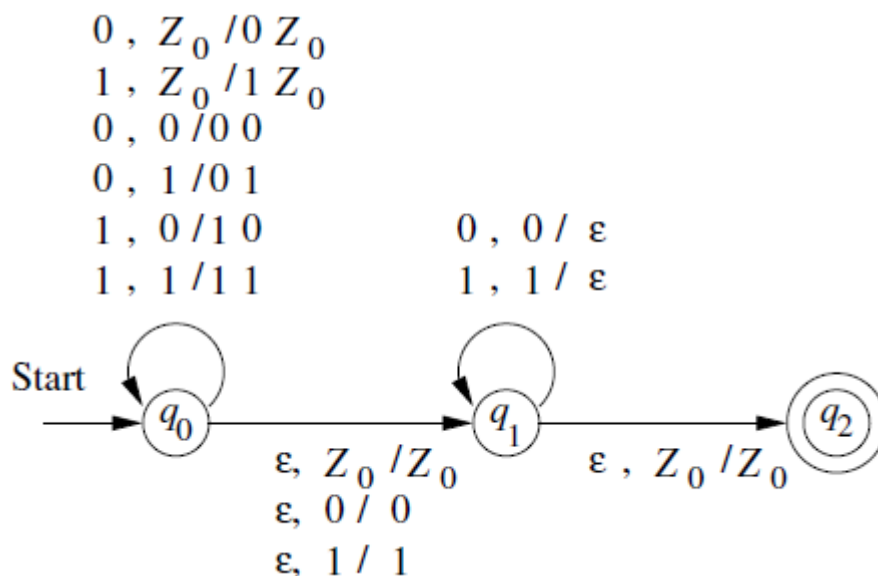 0 , Z0 /0 Z0
1 , Z0 /1 Z0
0 , 0 /0 0
0 , 1 /0 1
1 , 0 /1 0
1 , 1 /1 1
0 , 0 / ε
1 , 1 / ε
Start
q0
q1
q2
ε, Z0 /Z0
ε, 0 / 0
ε, 1 / 1
ε , Z0 /Z0